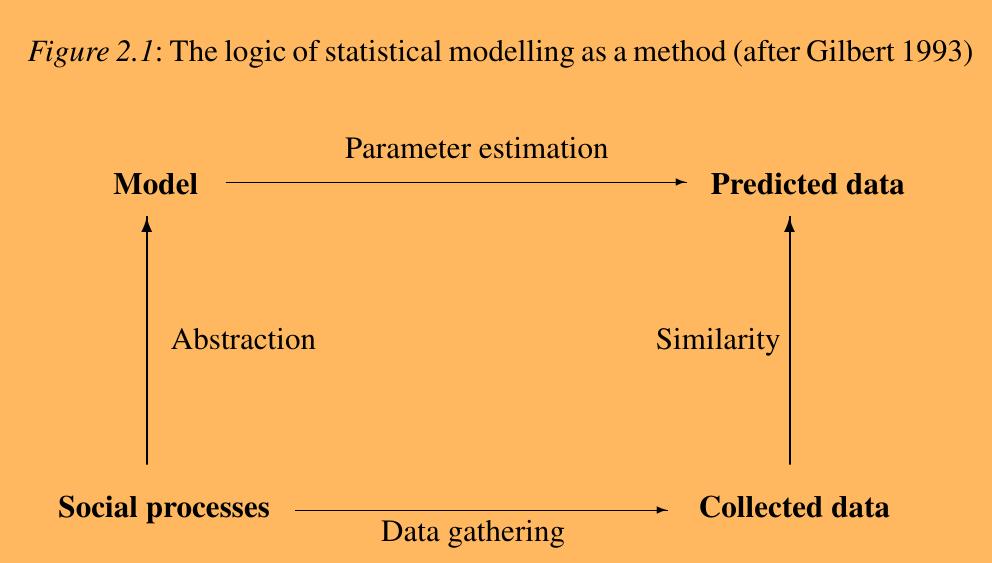 Figure 2.1: The logic of statistical modelling as a method (after Gilbert 1993)
Parameter estimation
Model
Predicted data
Abstraction
Similarity
Social processes
Collected data
Data gathering